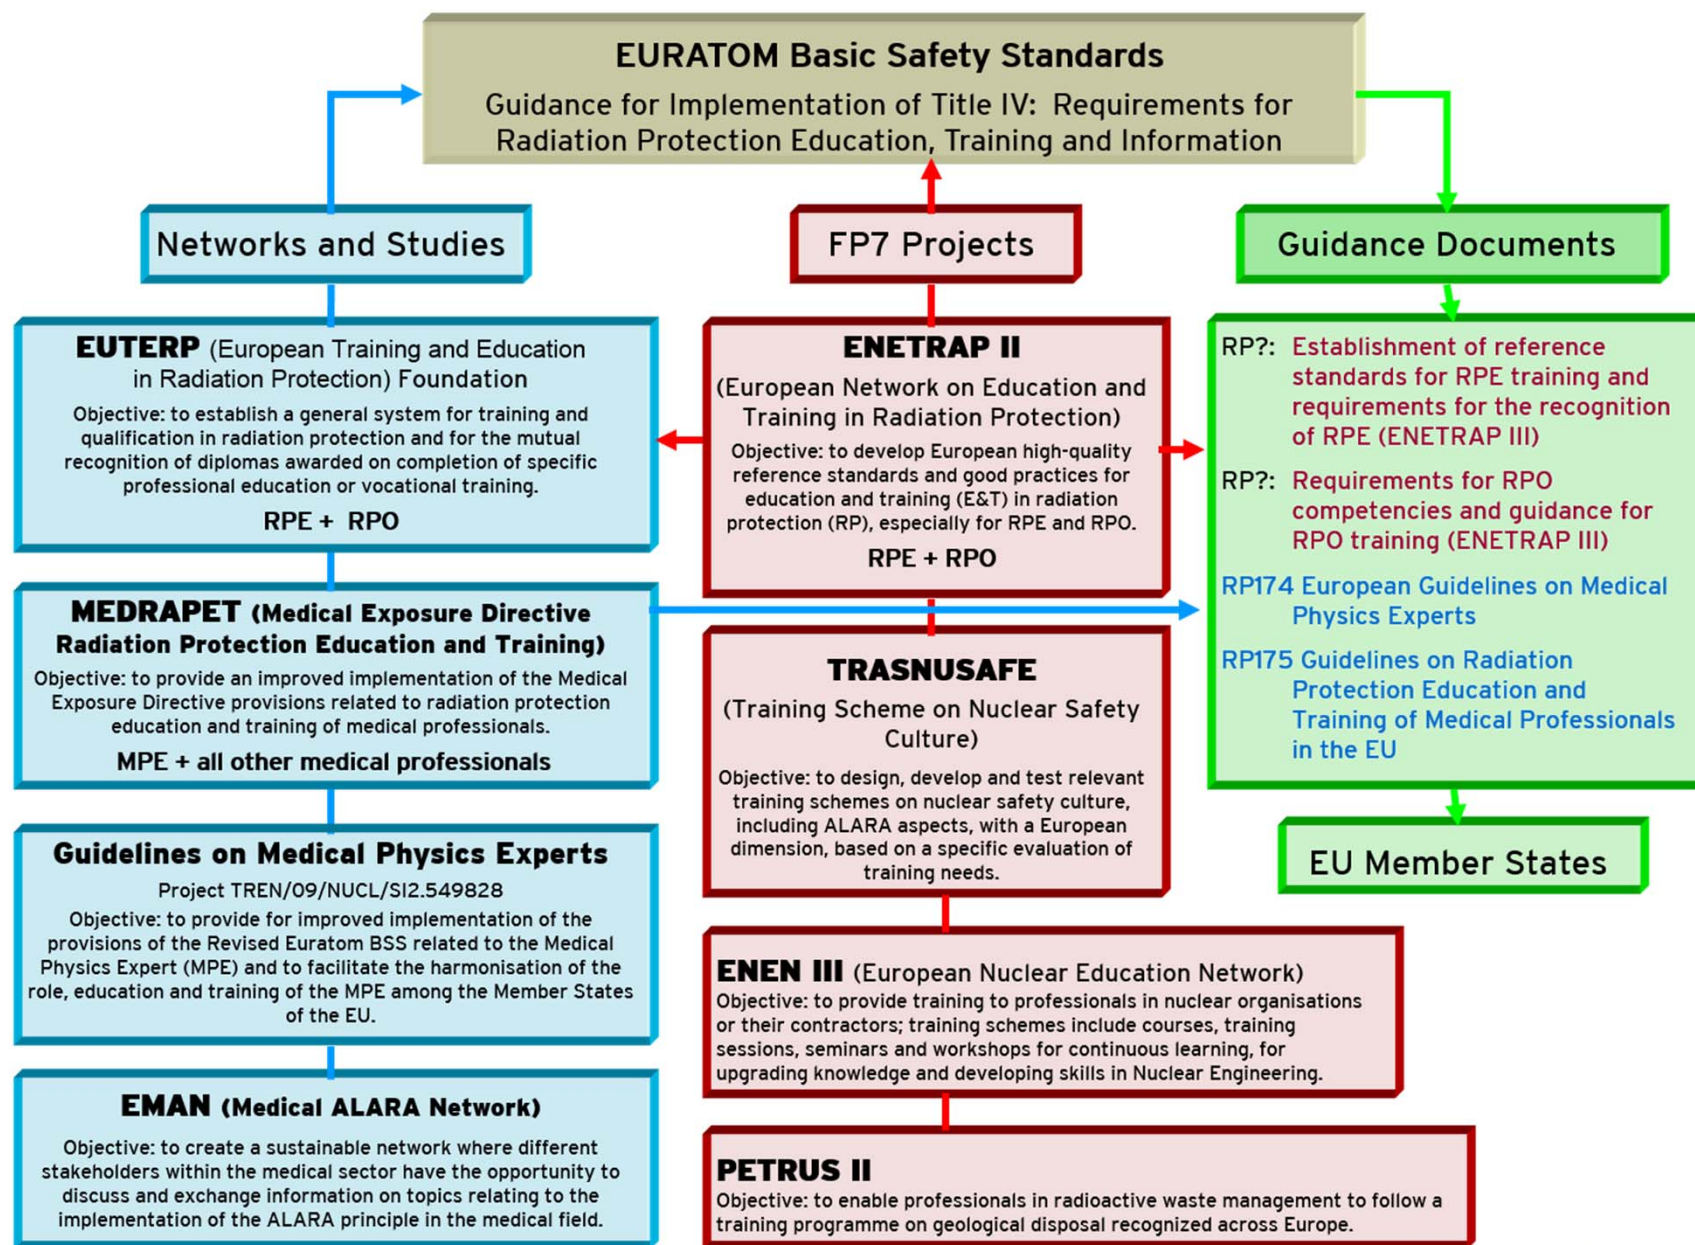 EURATOM Basic Safety Standards
Guidance for Implementation of Title IV: Requirements for
Radiation Protection Education, Training and Information
Networks and Studies
EUTERP (European Training and Education
in Radiation Protection) Foundation
Objective: to establish a general system for training and
qualification in radiation protection and for the mutual
recognition of diplomas awarded on completion of specific
professional education or vocational training.
RPE + RPO
MEDRAPET (Medical Exposure Directive
Radiation Protection Education and Training)
Objective: to provide an improved implementation of the Medical
Exposure Directive provisions related to radiation protection
education and training of medical professionals.
MPE + all other medical professionals
Guidelines on Medical Physics Experts
Project TREN/09/NUCL/SI2.549828
Objective: to provide for improved implementation of the
provisions of the Revised Euratom BSS related to the Medical
Physics Expert (MPE) and to facilitate the harmonisation of the
role, education and training of the MPE among the Member States
of the EU.
EMAN (Medical ALARA Network)
Objective: to create a sustainable network where different
stakeholders within the medical sector have the opportunity to
discuss and exchange information on topics relating to the
implementation of the ALARA principle in the medical field.
FP7 Projects
ENETRAP II
(European Network on Education and
Training in Radiation Protection)
Objective: to develop European high-quality
reference standards and good practices for
education and training (E&T) in radiation
protection (RP), especially for RPE and RPO.
RPE + RPO
TRASNUSAFE
(Training Scheme on Nuclear Safety
Culture)
Objective: to design, develop and test relevant
training schemes on nuclear safety culture,
including ALARA aspects, with a European
dimension, based on a specific evaluation of
training needs.
ENEN III (European Nuclear Education Network)
Objective: to provide training to professionals in nuclear organisations
or their contractors; training schemes include courses, training
sessions, seminars and workshops for continuous learning, for
upgrading knowledge and developing skills in Nuclear Engineering.
PETRUS II
Objective: to enable professionals in radioactive waste management to follow a
training programme on geological disposal recognized across Europe.
Guidance Documents
RP?: Establishment of reference
standards for RPE training and
requirements for the recognition
of RPE (ENETRAP III)
RP?: Requirements for RPO
competencies and guidance for
RPO training (ENETRAP III)
RP174 European Guidelines on Medical
Physics Experts
RP175 Guidelines on Radiation
Protection Education and
Training of Medical Professionals
in the EU
EU Member States